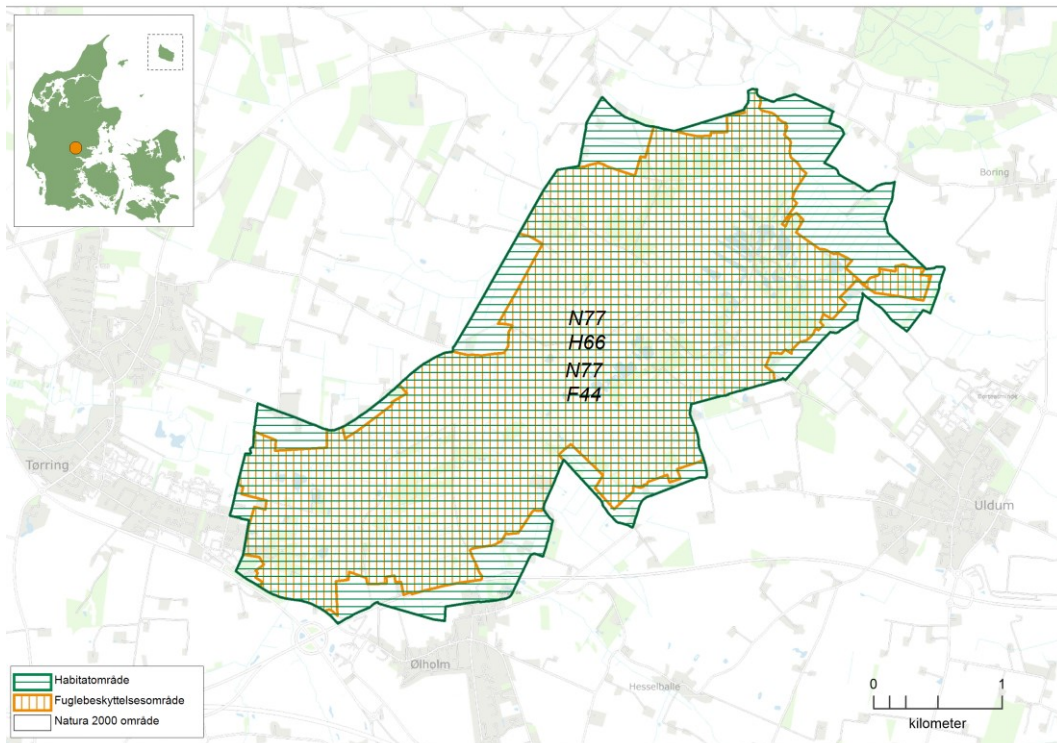 Boring
N77
H66
N77
F44
Tørring
Uldum
Ølholm
Hesselballe
Habitatområde
Fuglebeskyttelsesområde
Natura 2000 område
0
1
kilometer